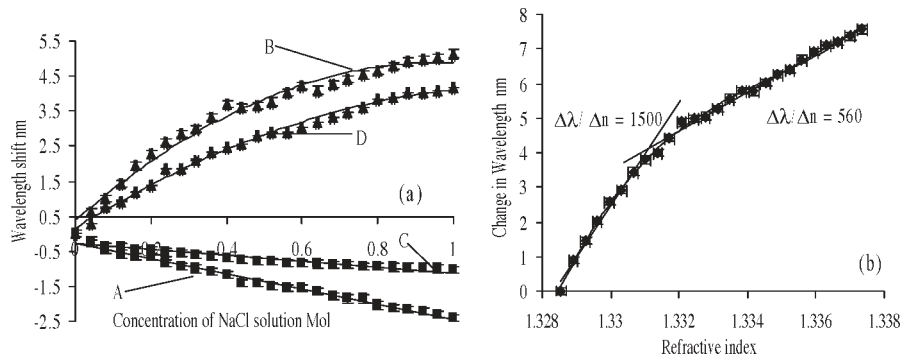 5.5
4.5
3.5
2.5
1.5
0.5
-0.5
-1.5
-2.5
Wavelength shift nm
B
D
(a)
0 0.2 0.4 0.6 0.8 1
C
A
Concentration of NaCl solution Mol
8
7
6
5
4
3
2
1
0
Change in Wavelength nm
Δλ/ Δn = 1500
Δλ/ Δn = 560
(b)
1.328 1.33 1.332 1.334 1.336 1.338
Refractive index